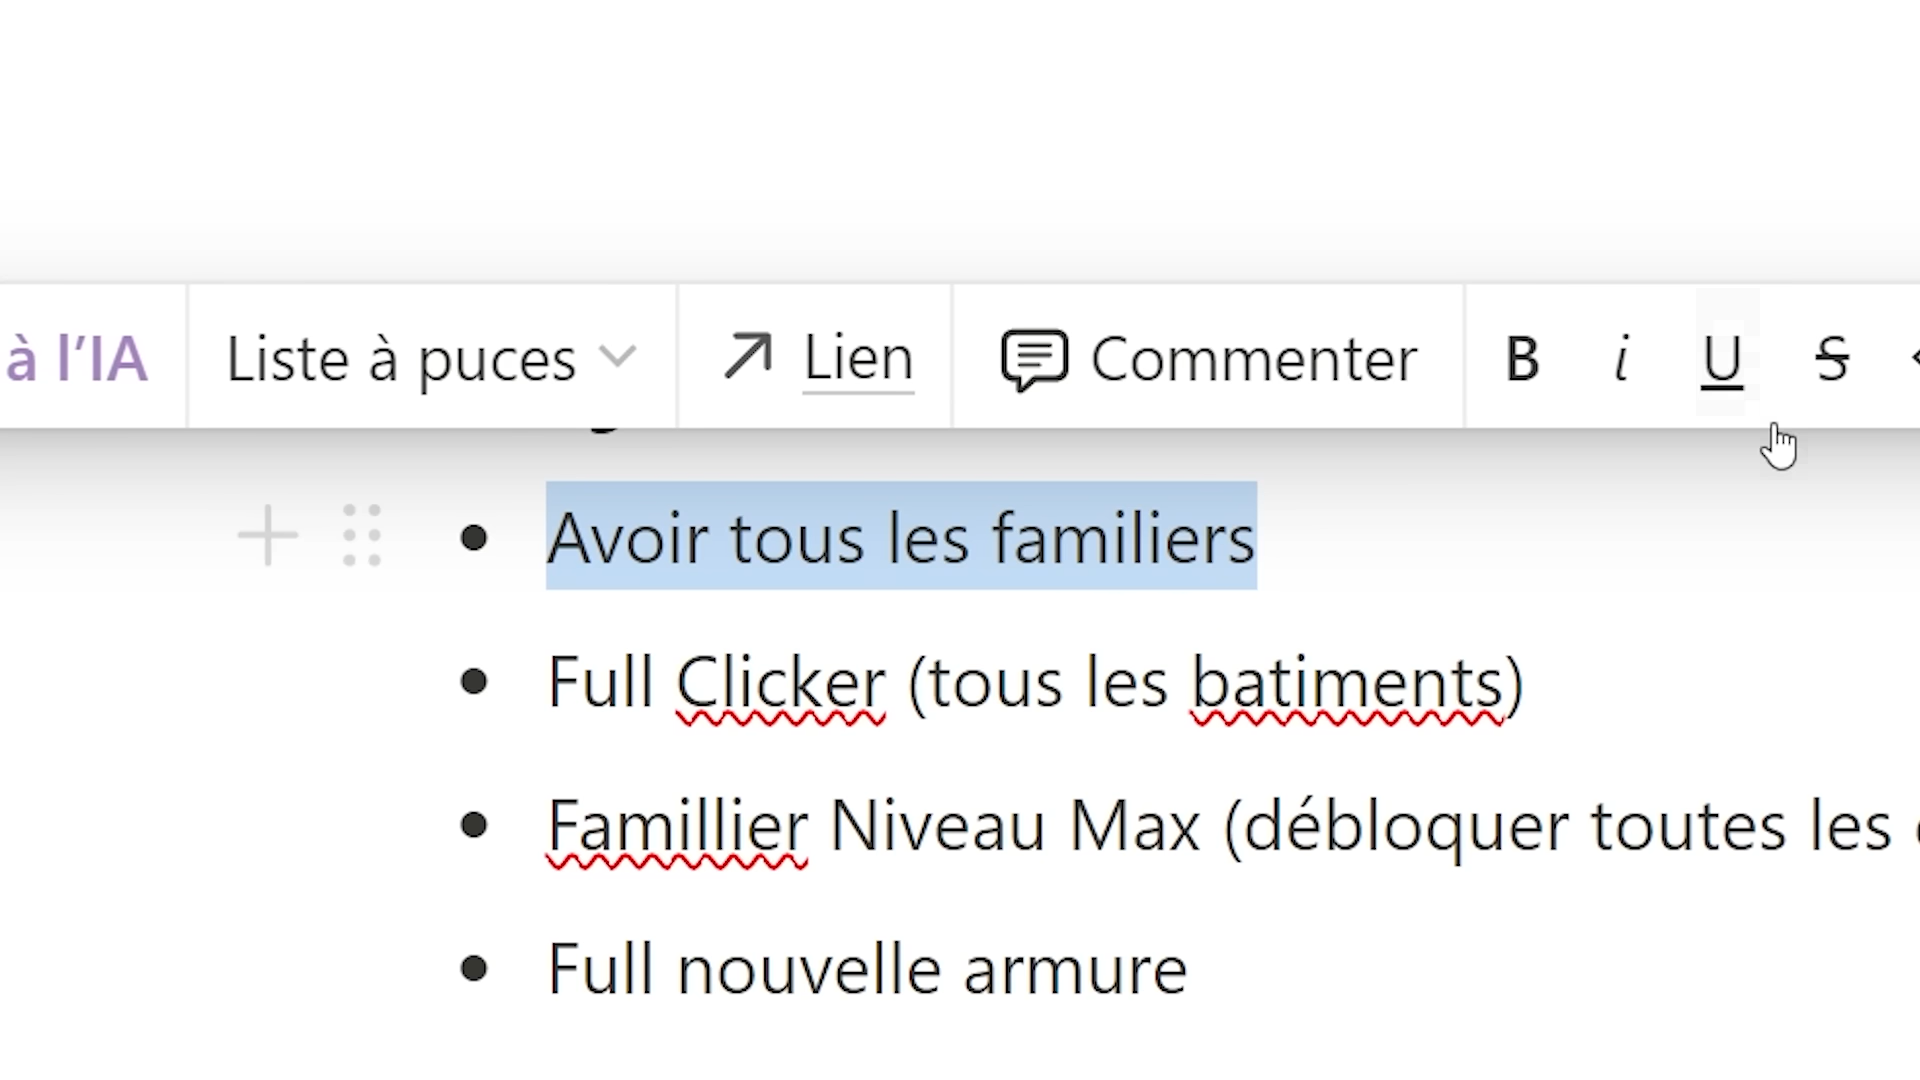 à l’IA
Liste à puces
Lien
Commenter
B i U S
Avoir tous les familiers
Full Clicker (tous les batiments)
Famillier Niveau Max (débloquer toutes les
Full nouvelle armure